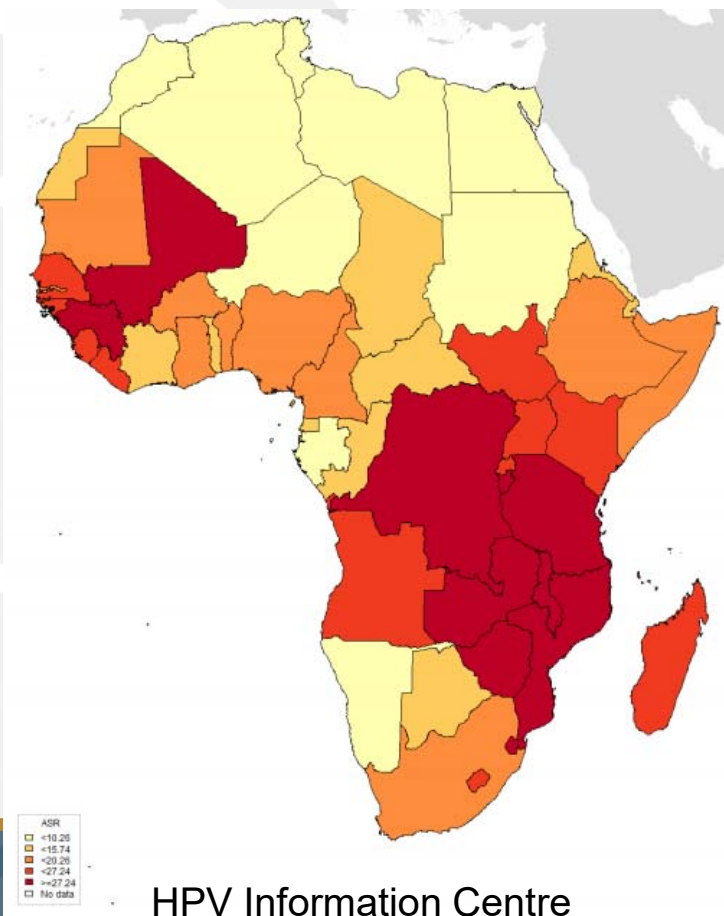 ASR
<10.26
<15.74
<20.26
<27.24
>=27.24
No data
HPV Information Centre